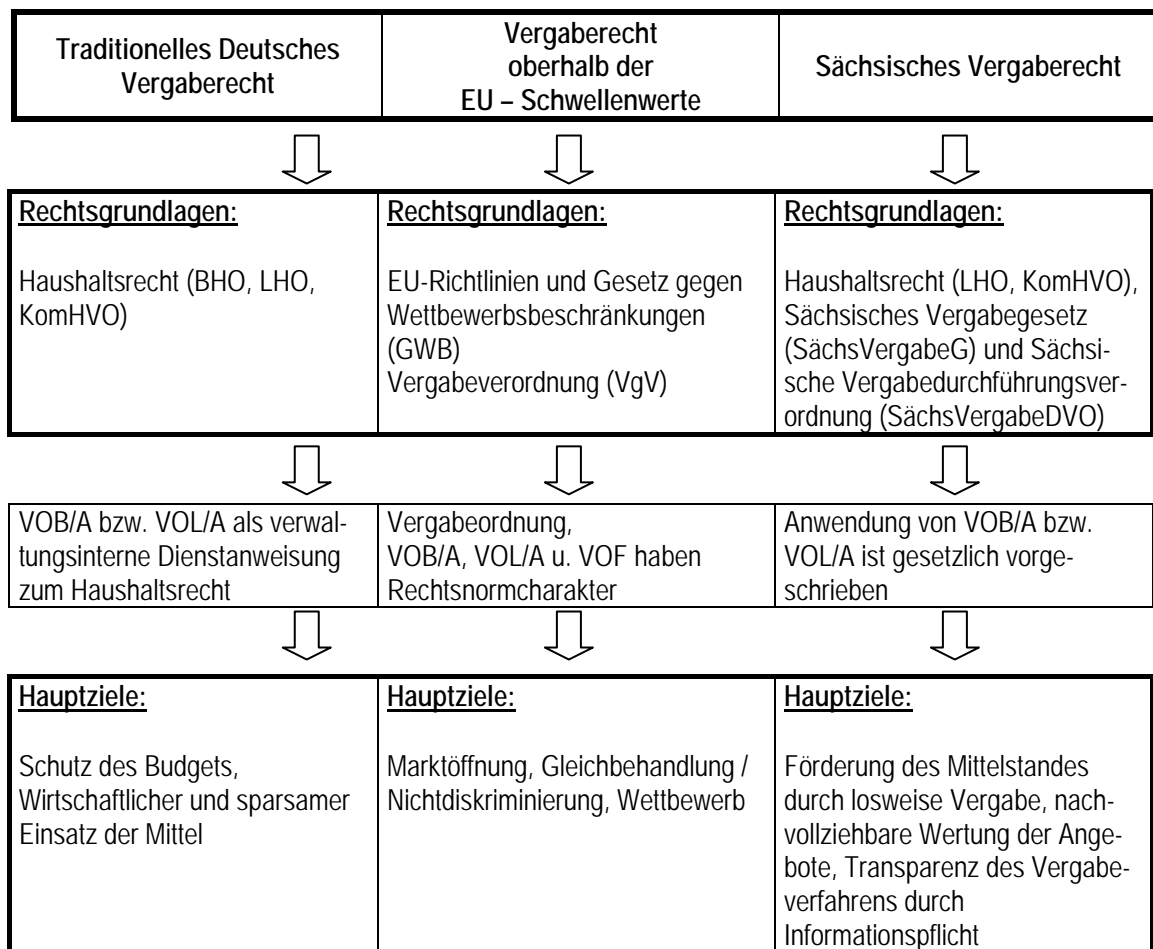 Traditionelles Deutsches
Vergaberecht
Vergaberecht
oberhalb der
EU – Schwellenwerte
Sächsisches Vergaberecht
Rechtsgrundlagen:
Haushaltsrecht (BHO, LHO,
KomHVO)
Rechtsgrundlagen:
EU-Richtlinien und Gesetz gegen
Wettbewerbsbeschränkungen
(GWB)
Vergabeverordnung (VgV)
Rechtsgrundlagen:
Haushaltsrecht (LHO, KomHVO),
Sächsisches Vergabegesetz
(SächsVergabeG) und Sächsi-
sche Vergabedurchführungsver-
ordnung (SächsVergabeDVO)
VOB/A bzw. VOL/A als verwal-
tungsinterne Dienstanweisung
zum Haushaltsrecht
Vergabeordnung,
VOB/A, VOL/A u. VOF haben
Rechtsnormcharakter
Anwendung von VOB/A bzw.
VOL/A ist gesetzlich vorge-
schrieben
Hauptziele:
Schutz des Budgets,
Wirtschaftlicher und sparsamer
Einsatz der Mittel
Hauptziele:
Marktöffnung, Gleichbehandlung /
Nichtdiskriminierung, Wettbewerb
Hauptziele:
Förderung des Mittelstandes
durch losweise Vergabe, nach-
vollziehbare Wertung der Ange-
bote, Transparenz des Vergabe-
verfahrens durch
Informationspflicht